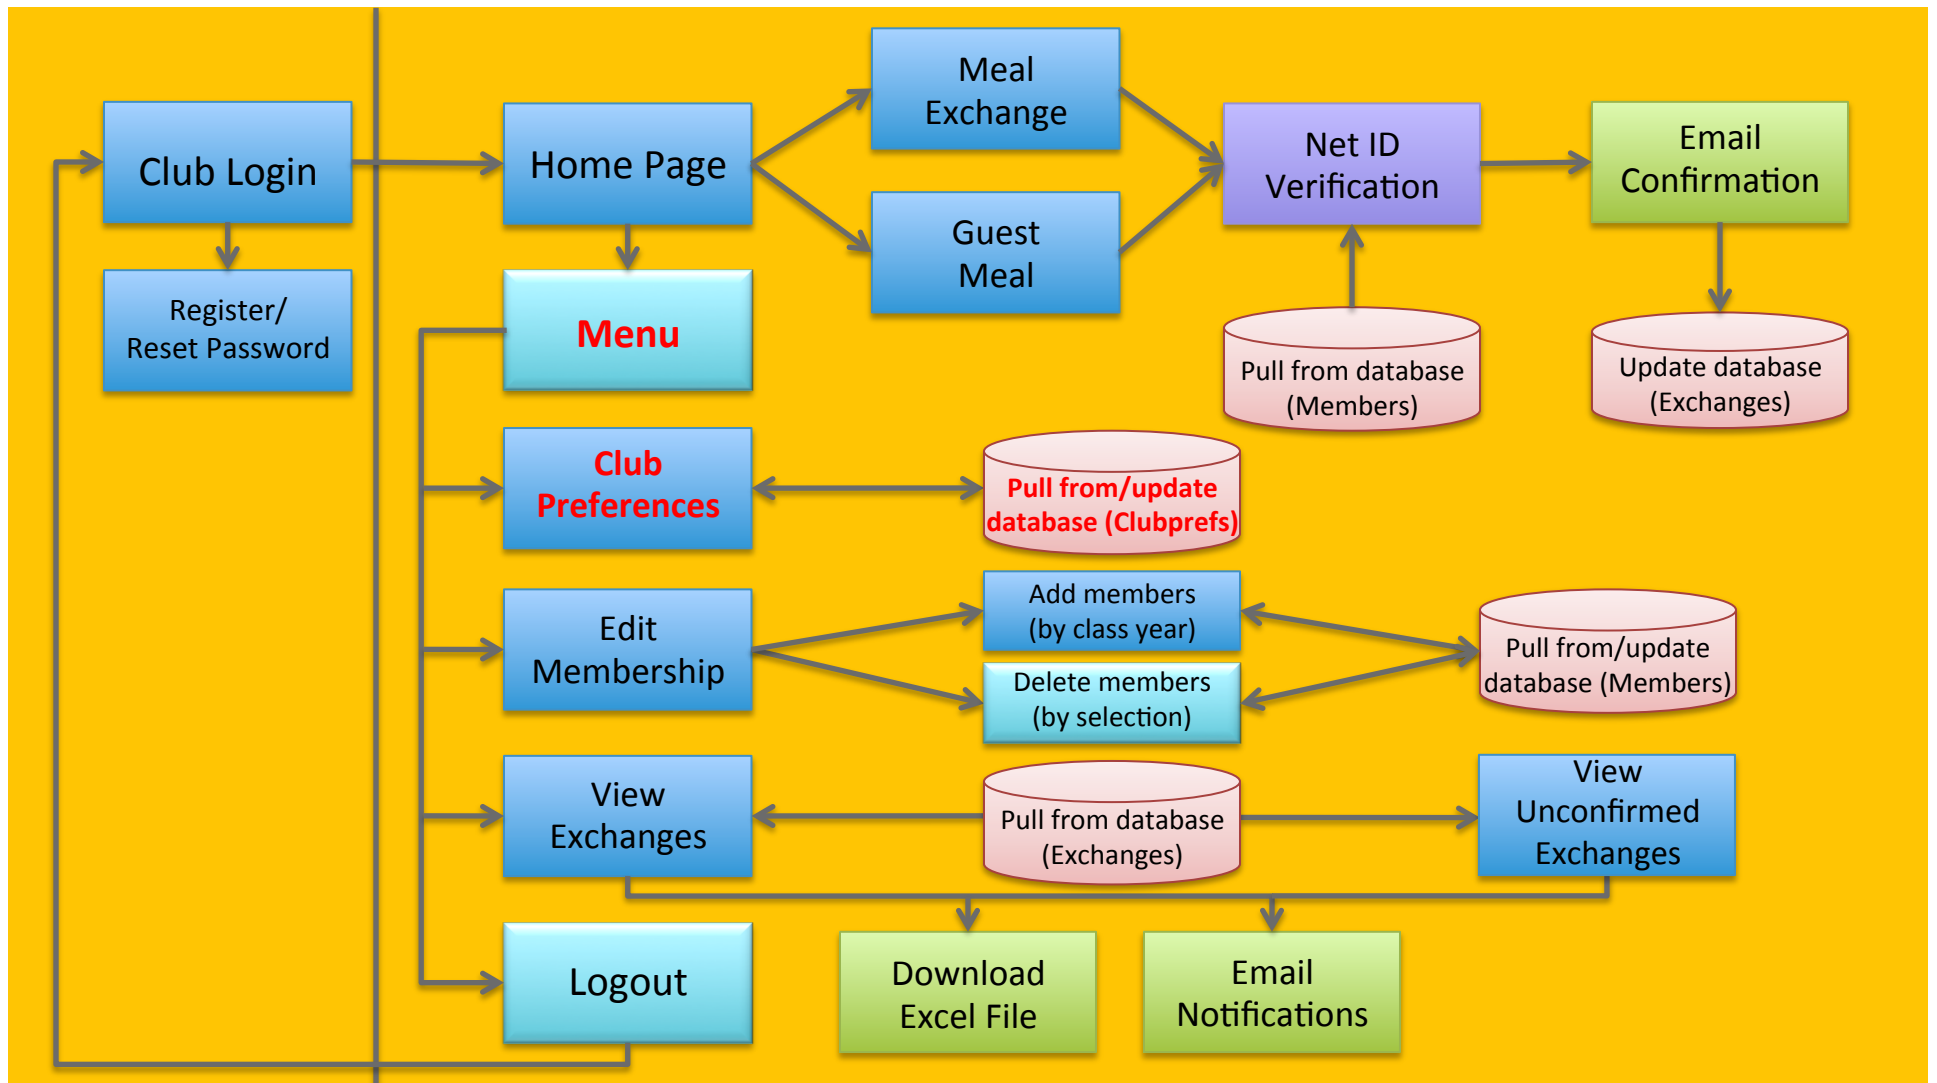 Club Login
Register/
Reset Password
Home Page
Meal
Exchange
Guest
Meal
Net ID
Verification
Email
Confirmation
Menu
Pull from database
(Members)
Update database
(Exchanges)
Club
Preferences
Pull from/update
database (Clubprefs)
Edit
Membership
Add members
(by class year)
Delete members
(by selection)
Pull from/update
database (Members)
View
Exchanges
Pull from database
(Exchanges)
View
Unconfirmed
Exchanges
Logout
Download
Excel File
Email
Notifications